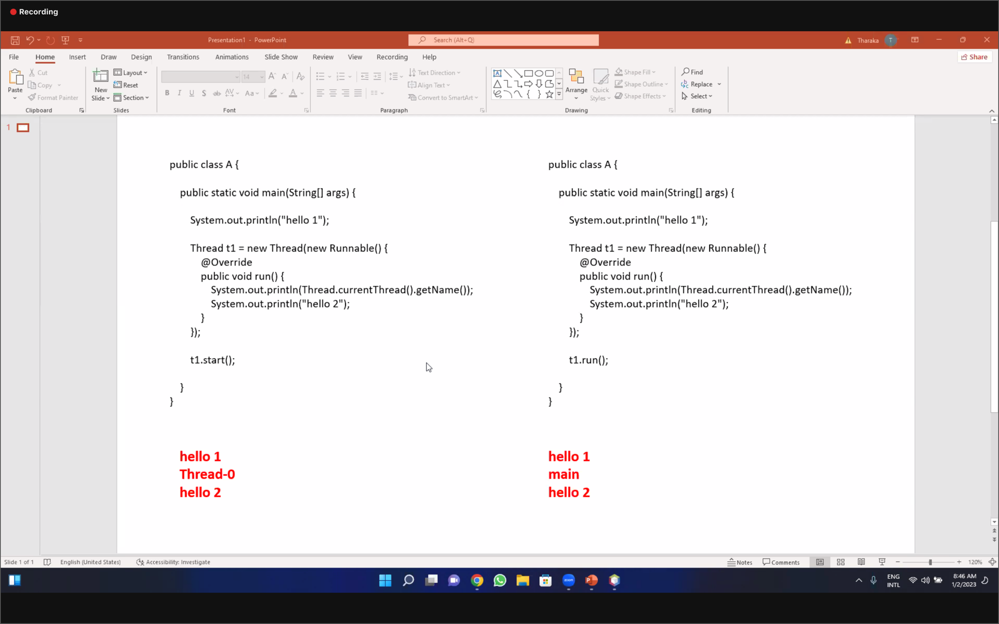 Recording
Presentation1 - PowerPoint
Search (Alt+Q)
Tharaka
T
File
Home
Insert
Draw
Design
Transitions
Animations
Slide Show
Review
View
Recording
Help
Share
Paste
Cut
Copy
Format Painter
Clipboard
New
Slide
Layout
Reset
Section
Slides
14
Font
Text Direction
Align Text
Convert to SmartArt
Paragraph
Arrange
Quick
Styles
Shape Fill
Shape Outline
Shape Effects
Drawing
Find
Replace
Select
Editing
1
public class A {
public static void main(String[] args) {
System.out.println("hello 1");
Thread t1 = new Thread(new Runnable() {
@Override
public void run() {
System.out.println(Thread.currentThread().getName());
System.out.println("hello 2");
}
});
t1.start();
}
}
hello 1
Thread-0
hello 2
public class A {
public static void main(String[] args) {
System.out.println("hello 1");
Thread t1 = new Thread(new Runnable() {
@Override
public void run() {
System.out.println(Thread.currentThread().getName());
System.out.println("hello 2");
}
});
t1.run();
}
}
hello 1
main
hello 2
Slide 1 of 1
English (United States)
Accessibility: Investigate
Notes
Comments
120%
zoom
P
ENG
INTL
8:46 AM
1/2/2023